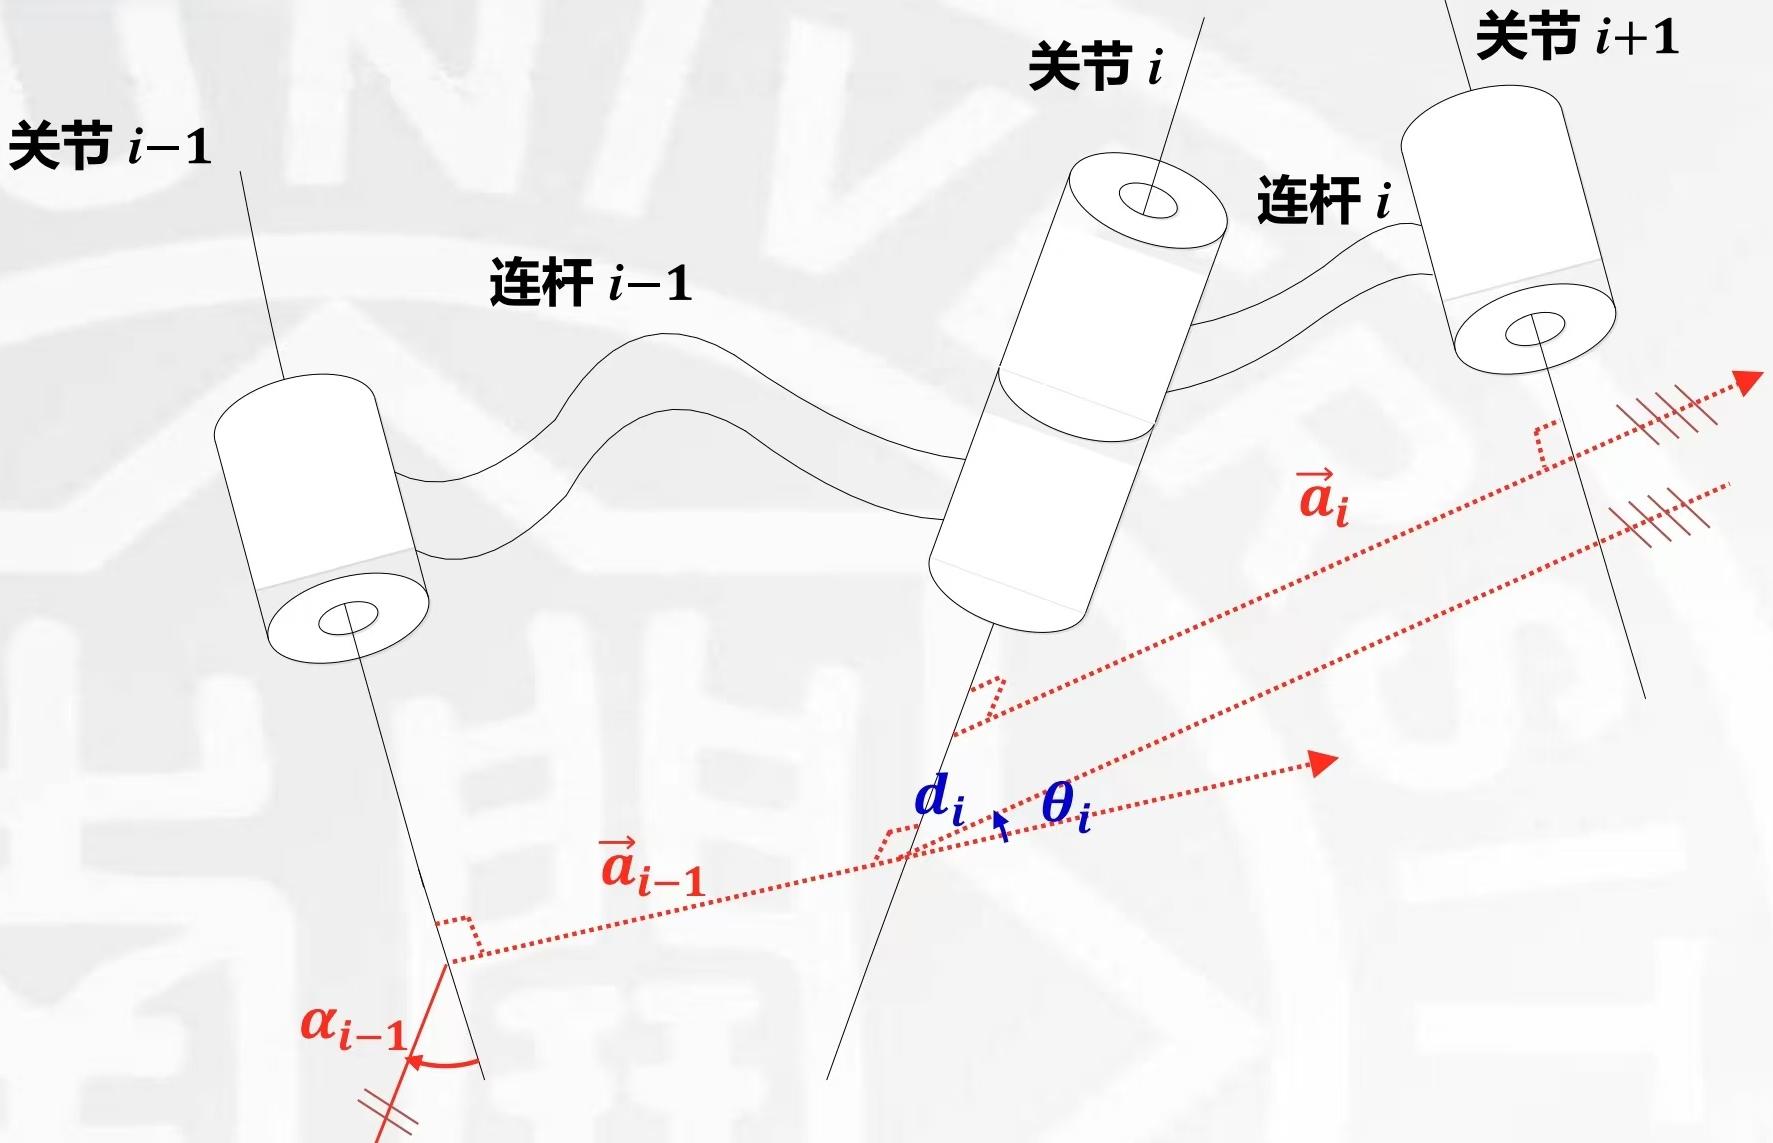 关节 i−1
关节 i
关节 i+1
连杆 i−1
连杆 i
a⃗ᵢ
dᵢ
θᵢ
a⃗ᵢ₋₁
αᵢ₋₁